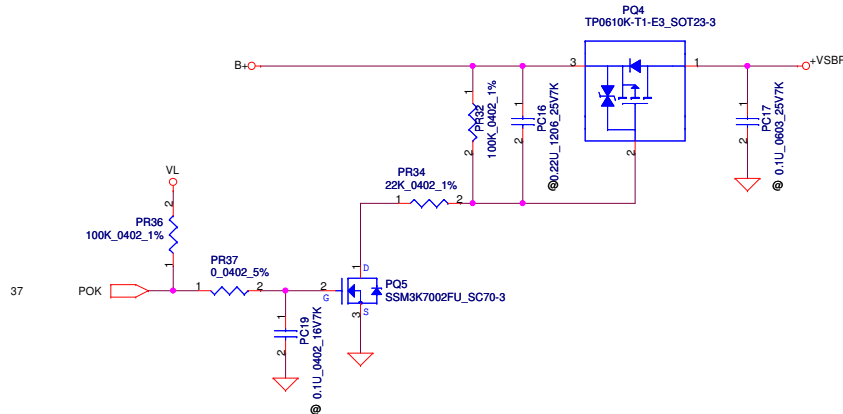 PQ4
TP0610K-T1-E3_SOT23-3
B+
3
1
+VSBP
1
PR32
100K_0402_1%
2
1
PC16
@0.22U_1206_25V7K
2
2
1
PC17
@ 0.1U_0603_25V7K
2
VL
2
PR36
100K_0402_1%
1
PR34
22K_0402_1%
1
2
37
POK
PR37
0_0402_5%
1
2
1
D
2
G
PQ5
SSM3K7002FU_SC70-3
3
S
1
PC19
@ 0.1U_0402_16V7K
2